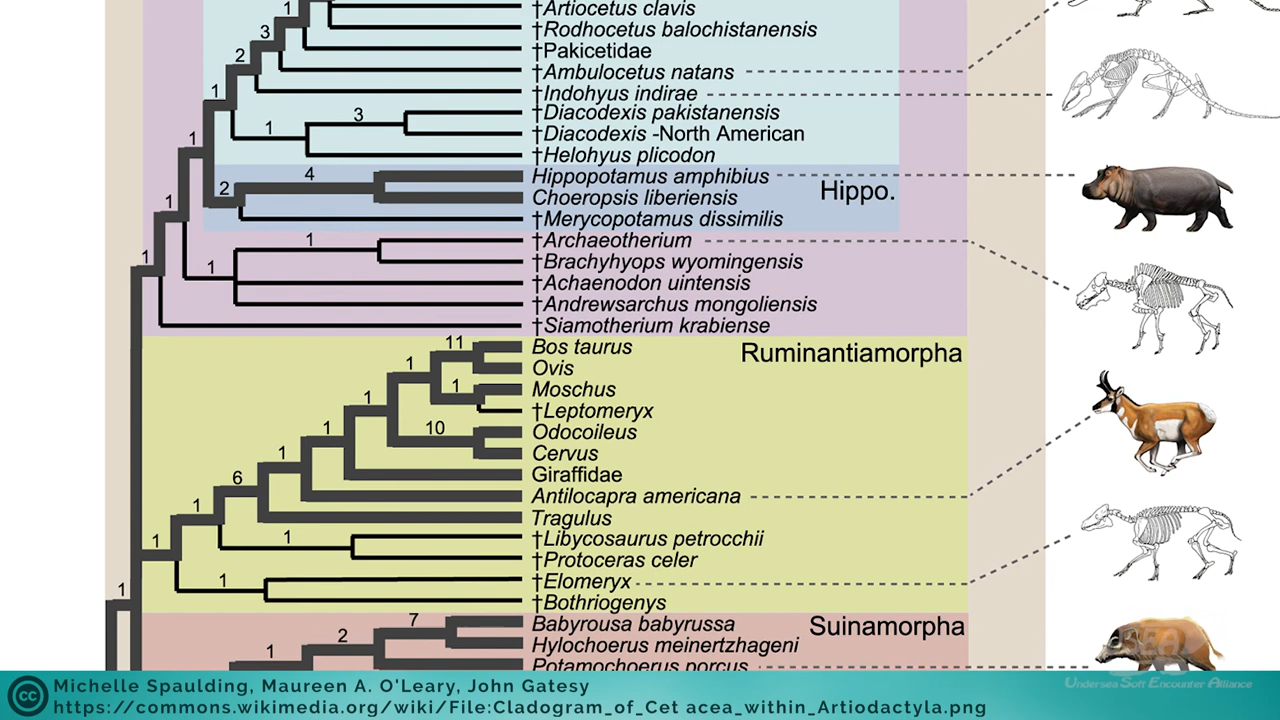 1
†Artiocetus clavis
†Rodhocetus balochistanensis
3
†Pakicetidae
2
†Ambulocetus natans
1
†Indohyus indirae
3
†Diacodexis pakistanensis
1
†Diacodexis -North American
1
†Helohyus plicodon
4
Hippopotamus amphibius
2
Hippo.
Choeropsis liberiensis
1
†Merycopotamus dissimilis
1
†Archaeotherium
1
†Brachyhyops wyomingensis
1
†Achaenodon uintensis
†Andrewsarchus mongoliensis
†Siamotherium krabiense
11
Bos taurus
Ruminantiamorpha
1
Ovis
1
Moschus
1
†Leptomeryx
1
10
Odocoileus
1
Cervus
6
Giraffidae
1
Antilocapra americana
Tragulus
1
1
†Libycosaurus petrocchii
†Protoceras celer
1
†Elomeryx
1
†Bothriogenys
7
Babyrousa babyrussa
Suinamorpha
2
Hylochoerus meinertzhageni
1
Potamochoerus porcus
SEA
Undersea Soft Encounter Alliance
cc
Michelle Spaulding, Maureen A. O'Leary, John Gatesy
https://commons.wikimedia.org/wiki/File:Cladogram_of_Cet acea_within_Artiodactyla.png